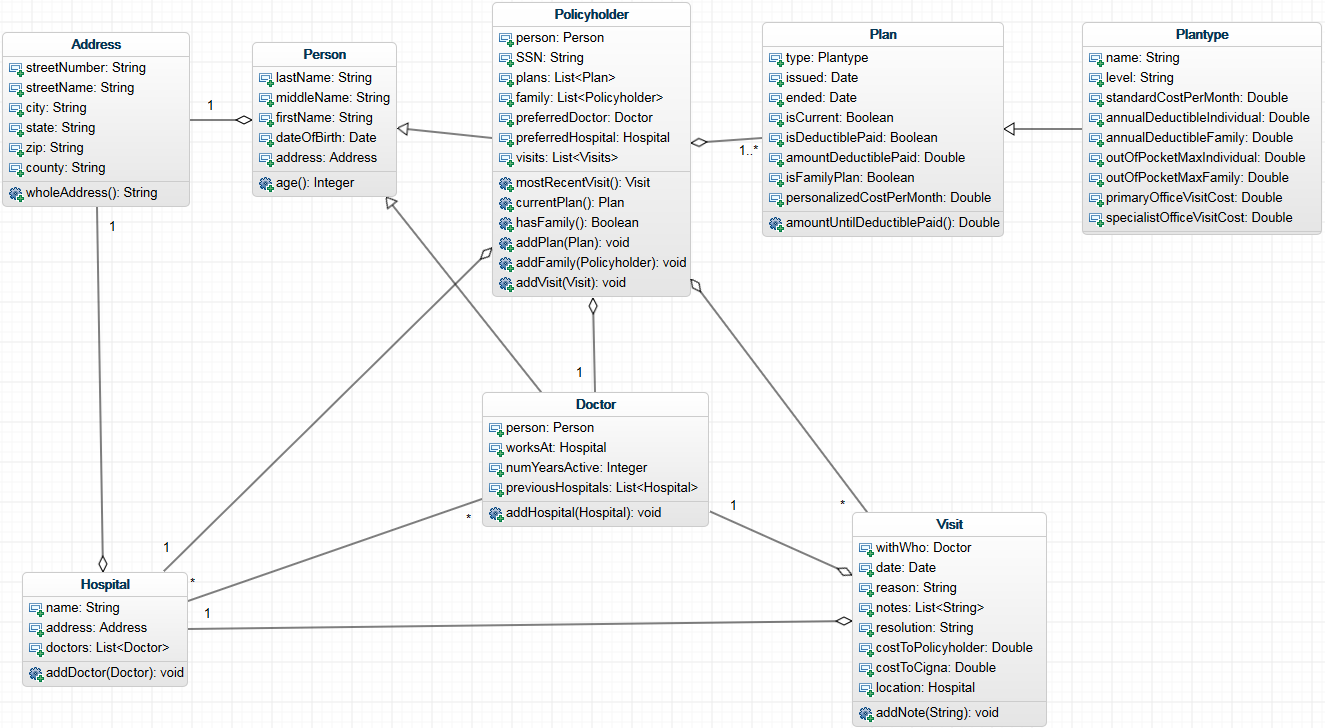 Address
streetNumber: String
streetName: String
city: String
state: String
zip: String
county: String
wholeAddress(): String
1
1
Person
lastName: String
middleName: String
firstName: String
dateOfBirth: Date
address: Address
age(): Integer
Policyholder
person: Person
SSN: String
plans: List<Plan>
family: List<Policyholder>
preferredDoctor: Doctor
preferredHospital: Hospital
visits: List<Visits>
mostRecentVisit(): Visit
currentPlan(): Plan
hasFamily(): Boolean
addPlan(Plan): void
addFamily(Policyholder): void
addVisit(Visit): void
1..*
Plan
type: Plantype
issued: Date
ended: Date
isCurrent: Boolean
isDeductiblePaid: Boolean
amountDeductiblePaid: Double
isFamilyPlan: Boolean
personalizedCostPerMonth: Double
amountUntilDeductiblePaid(): Double
Plantype
name: String
level: String
standardCostPerMonth: Double
annualDeductibleIndividual: Double
annualDeductibleFamily: Double
outOfPocketMaxIndividual: Double
outOfPocketMaxFamily: Double
primaryOfficeVisitCost: Double
specialistOfficeVisitCost: Double
1
Doctor
person: Person
worksAt: Hospital
numYearsActive: Integer
previousHospitals: List<Hospital>
addHospital(Hospital): void
*
1
*
1
*
1
Hospital
name: String
address: Address
doctors: List<Doctor>
addDoctor(Doctor): void
Visit
withWho: Doctor
date: Date
reason: String
notes: List<String>
resolution: String
costToPolicyholder: Double
costToCigna: Double
location: Hospital
addNote(String): void